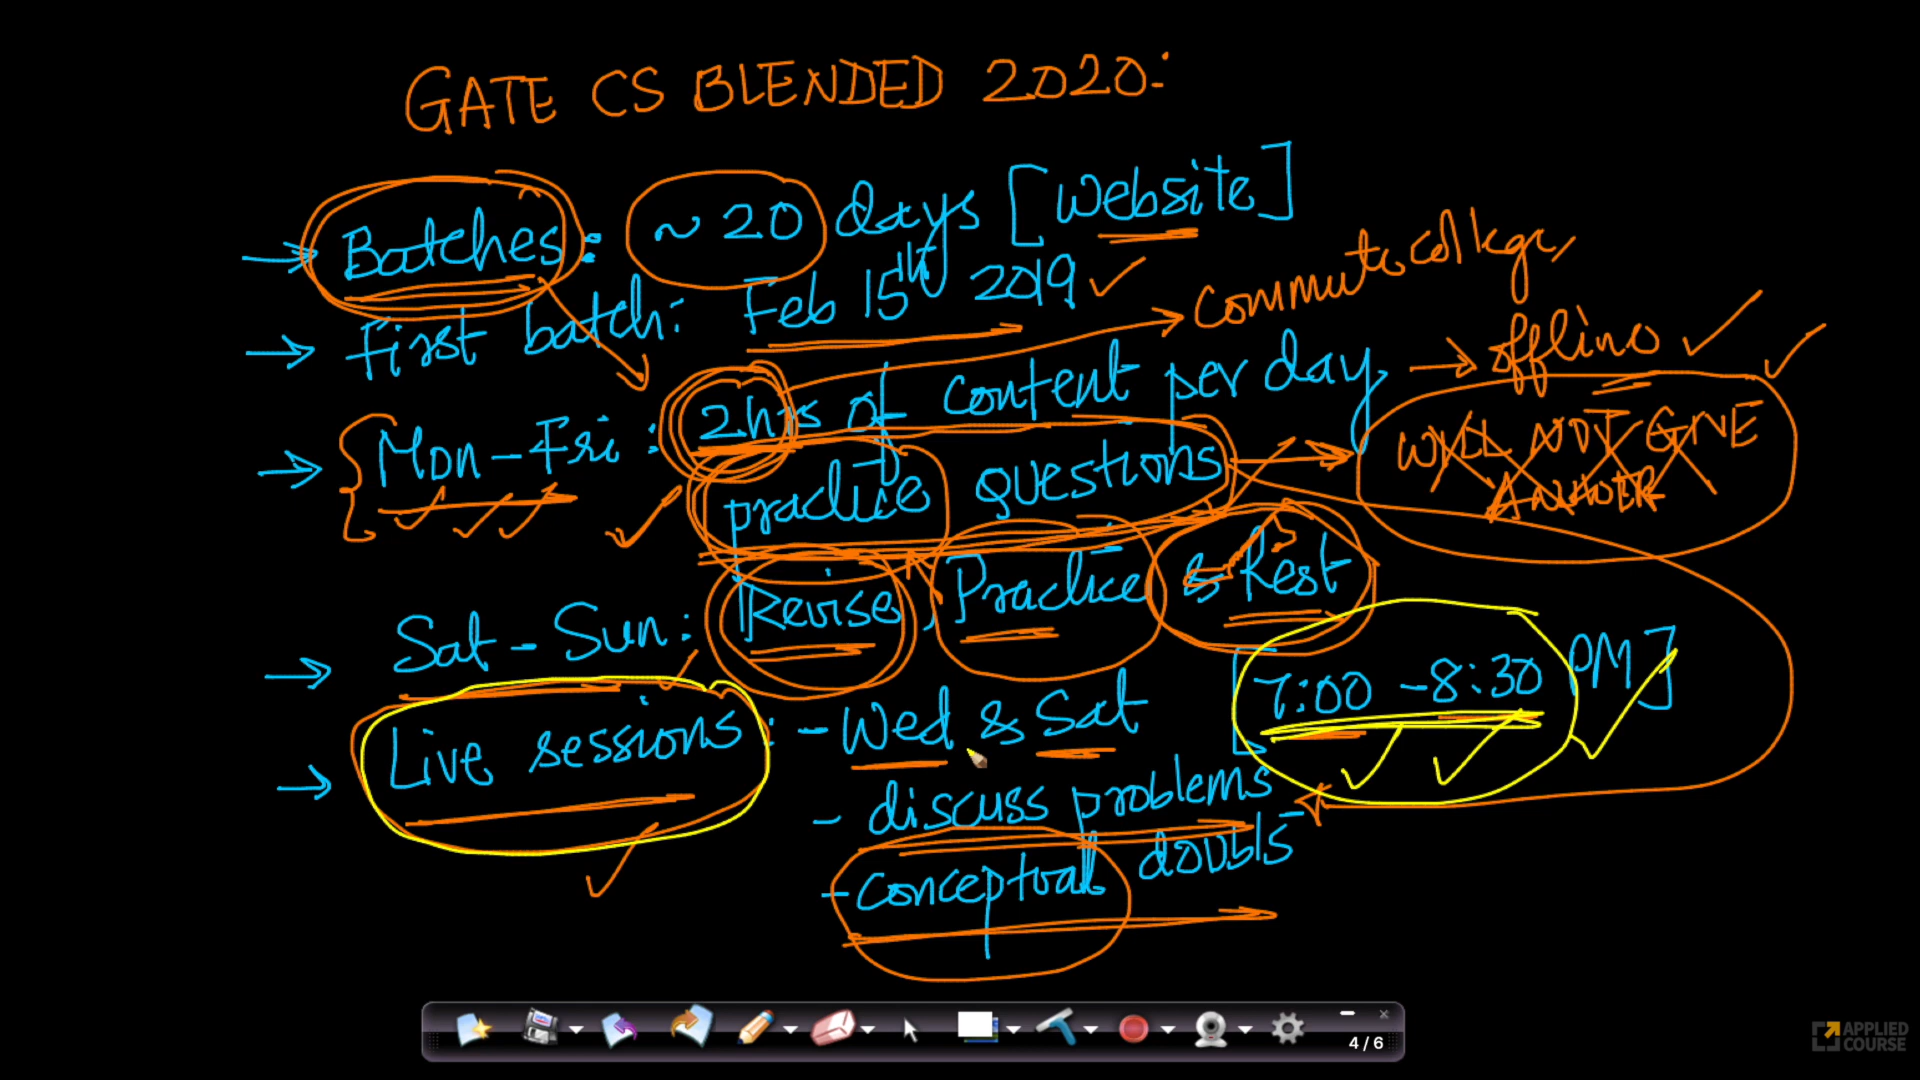 GATE CS BLENDED 2020:
→ Batches: ~ 20 days [Website]
→ First batch: Feb 15th 2019 ✓ → Commute, college,
→ {Mon-Fri: 2hrs of content per day → offline ✓
practice questions → WILL NOT GIVE
ANSWER
→ Sat-Sun: Revise, Practice & Rest
→ Live sessions: - Wed & Sat [7:00 -8:30 PM]
- discuss problems
- conceptual doubts
4 / 6
APPLIED
COURSE